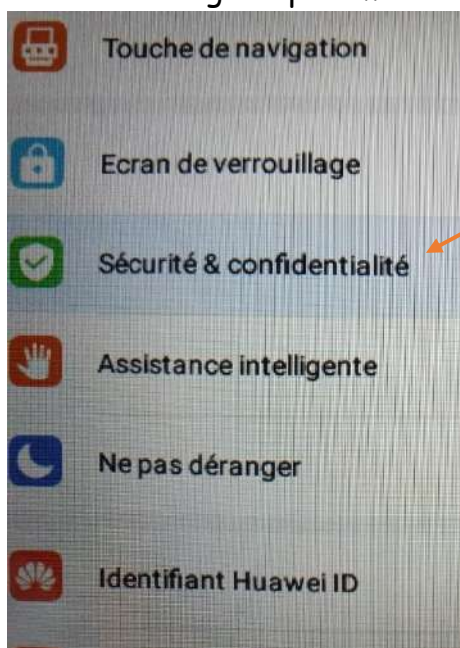 Touche de navigation
Ecran de verrouillage
Sécurité & confidentialité
Assistance intelligente
Ne pas déranger
Identifiant Huawei ID